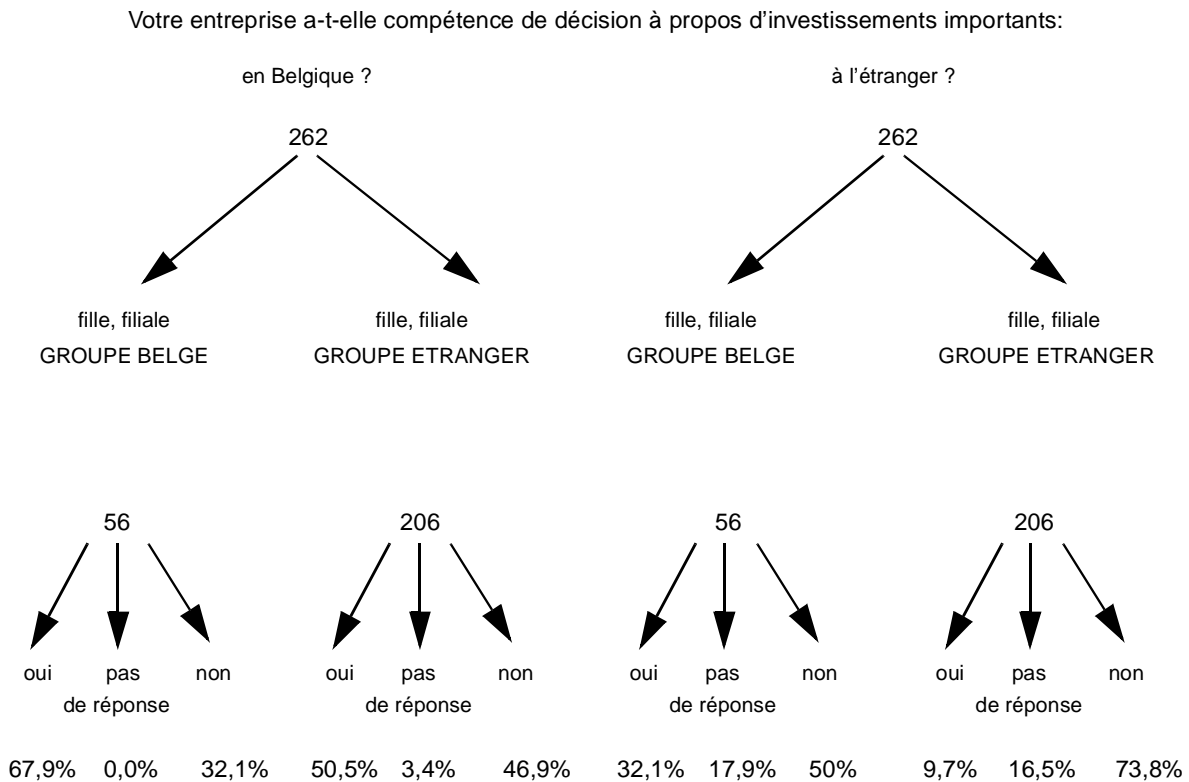 Votre entreprise a-t-elle compétence de décision à propos d'investissements importants:
en Belgique ? à l'étranger ?
262 262
fille, filiale fille, filiale fille, filiale fille, filiale
GROUPE BELGE GROUPE ETRANGER GROUPE BELGE GROUPE ETRANGER
56 206 56 206
oui pas non oui pas non oui pas non oui pas non
de réponse de réponse de réponse de réponse
67,9% 0,0% 32,1% 50,5% 3,4% 46,9% 32,1% 17,9% 50% 9,7% 16,5% 73,8%